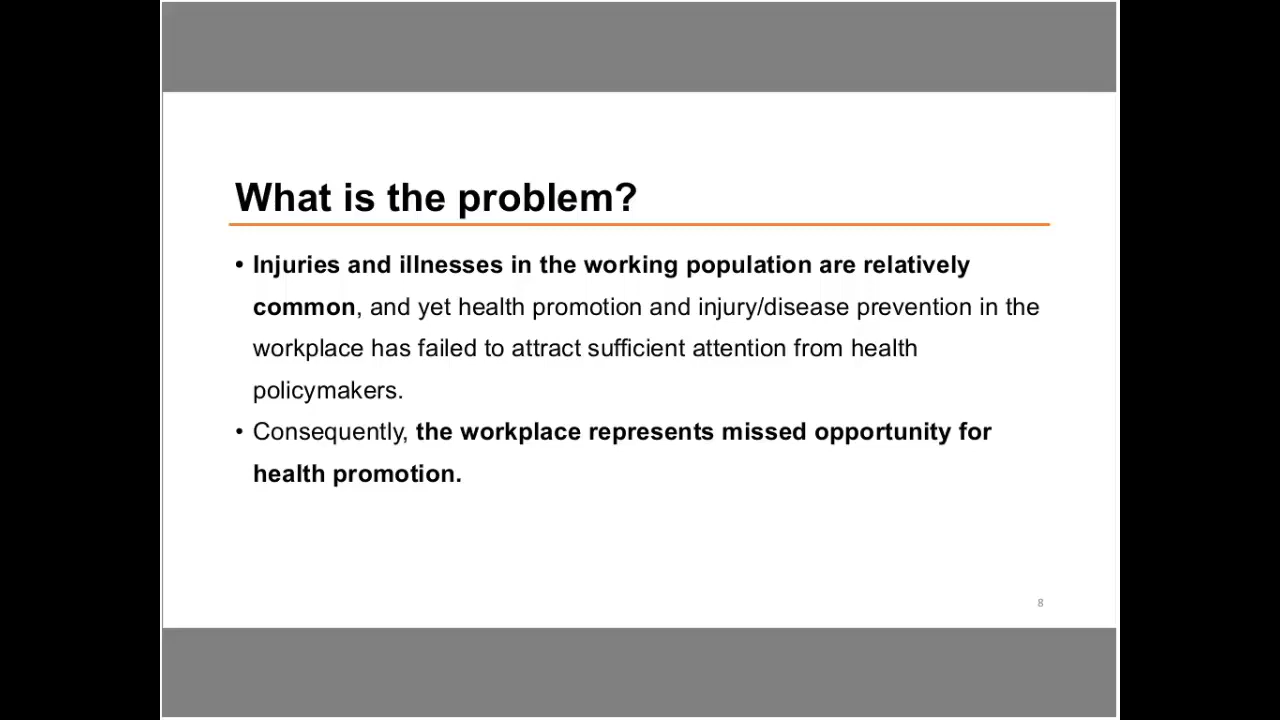 What is the problem?
• Injuries and illnesses in the working population are relatively
common, and yet health promotion and injury/disease prevention in the
workplace has failed to attract sufficient attention from health
policymakers.
• Consequently, the workplace represents missed opportunity for
health promotion.
8